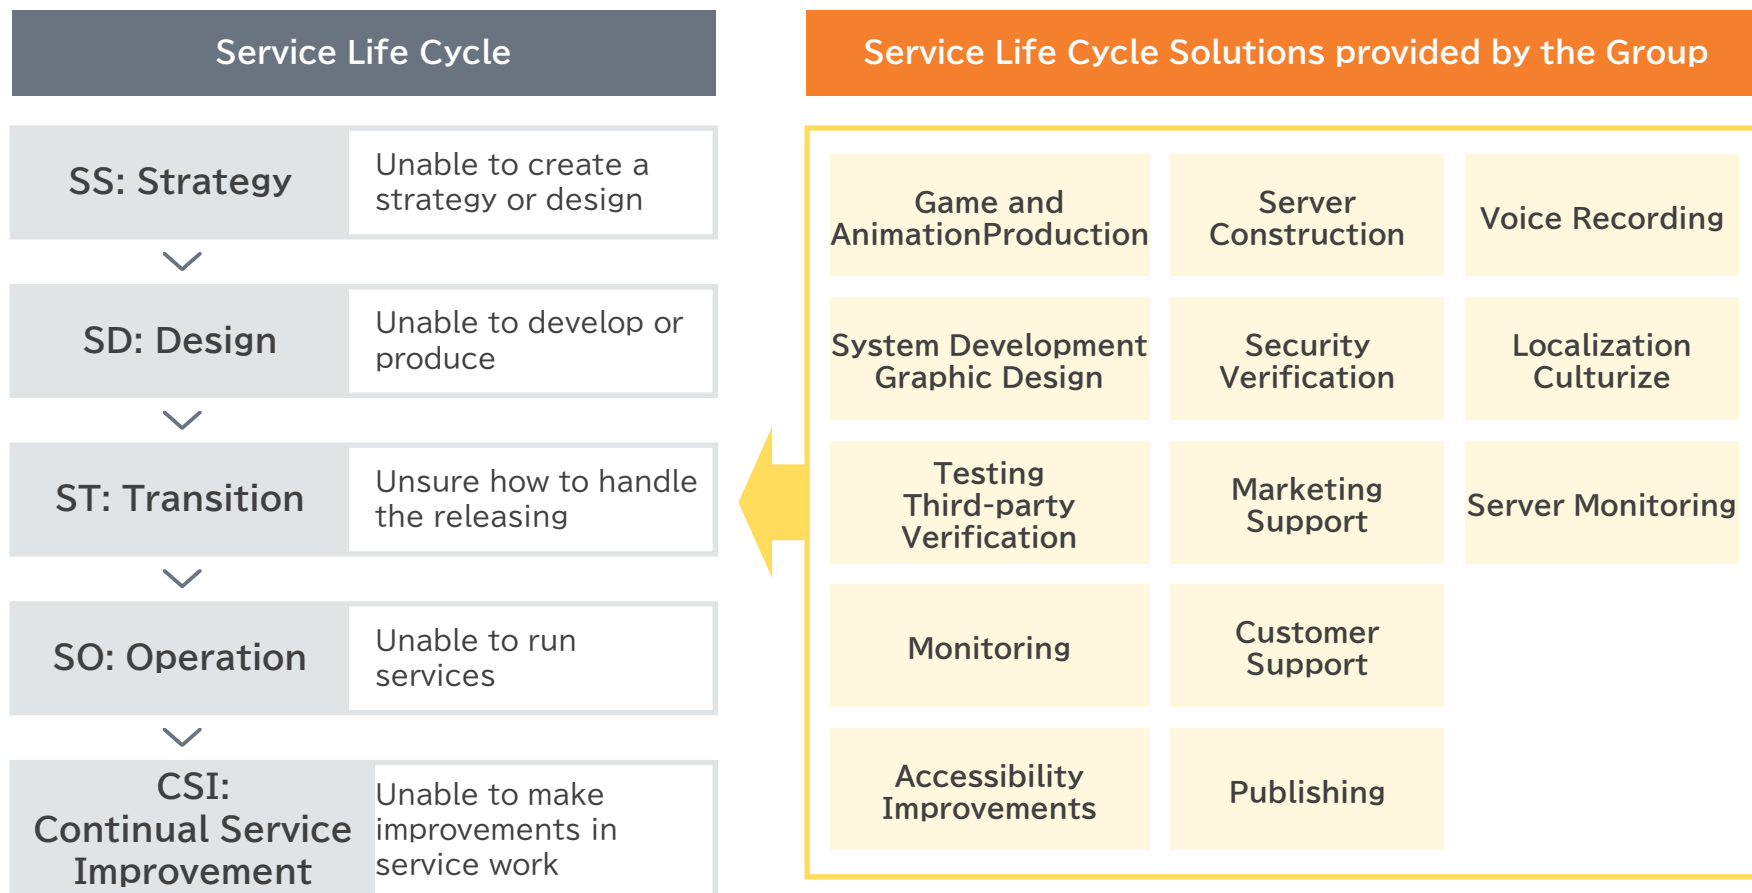 Service Life Cycle
SS: Strategy
Unable to create a
strategy or design
SD: Design
Unable to develop or
produce
ST: Transition
Unsure how to handle
the releasing
SO: Operation
Unable to run
services
CSI:
Continual Service
Improvement
Unable to make
improvements in
service work
Service Life Cycle Solutions provided by the Group
Game and
AnimationProduction
Server
Construction
Voice Recording
System Development
Graphic Design
Security
Verification
Localization
Culturize
Testing
Third-party
Verification
Marketing
Support
Server Monitoring
Monitoring
Customer
Support
Accessibility
Improvements
Publishing